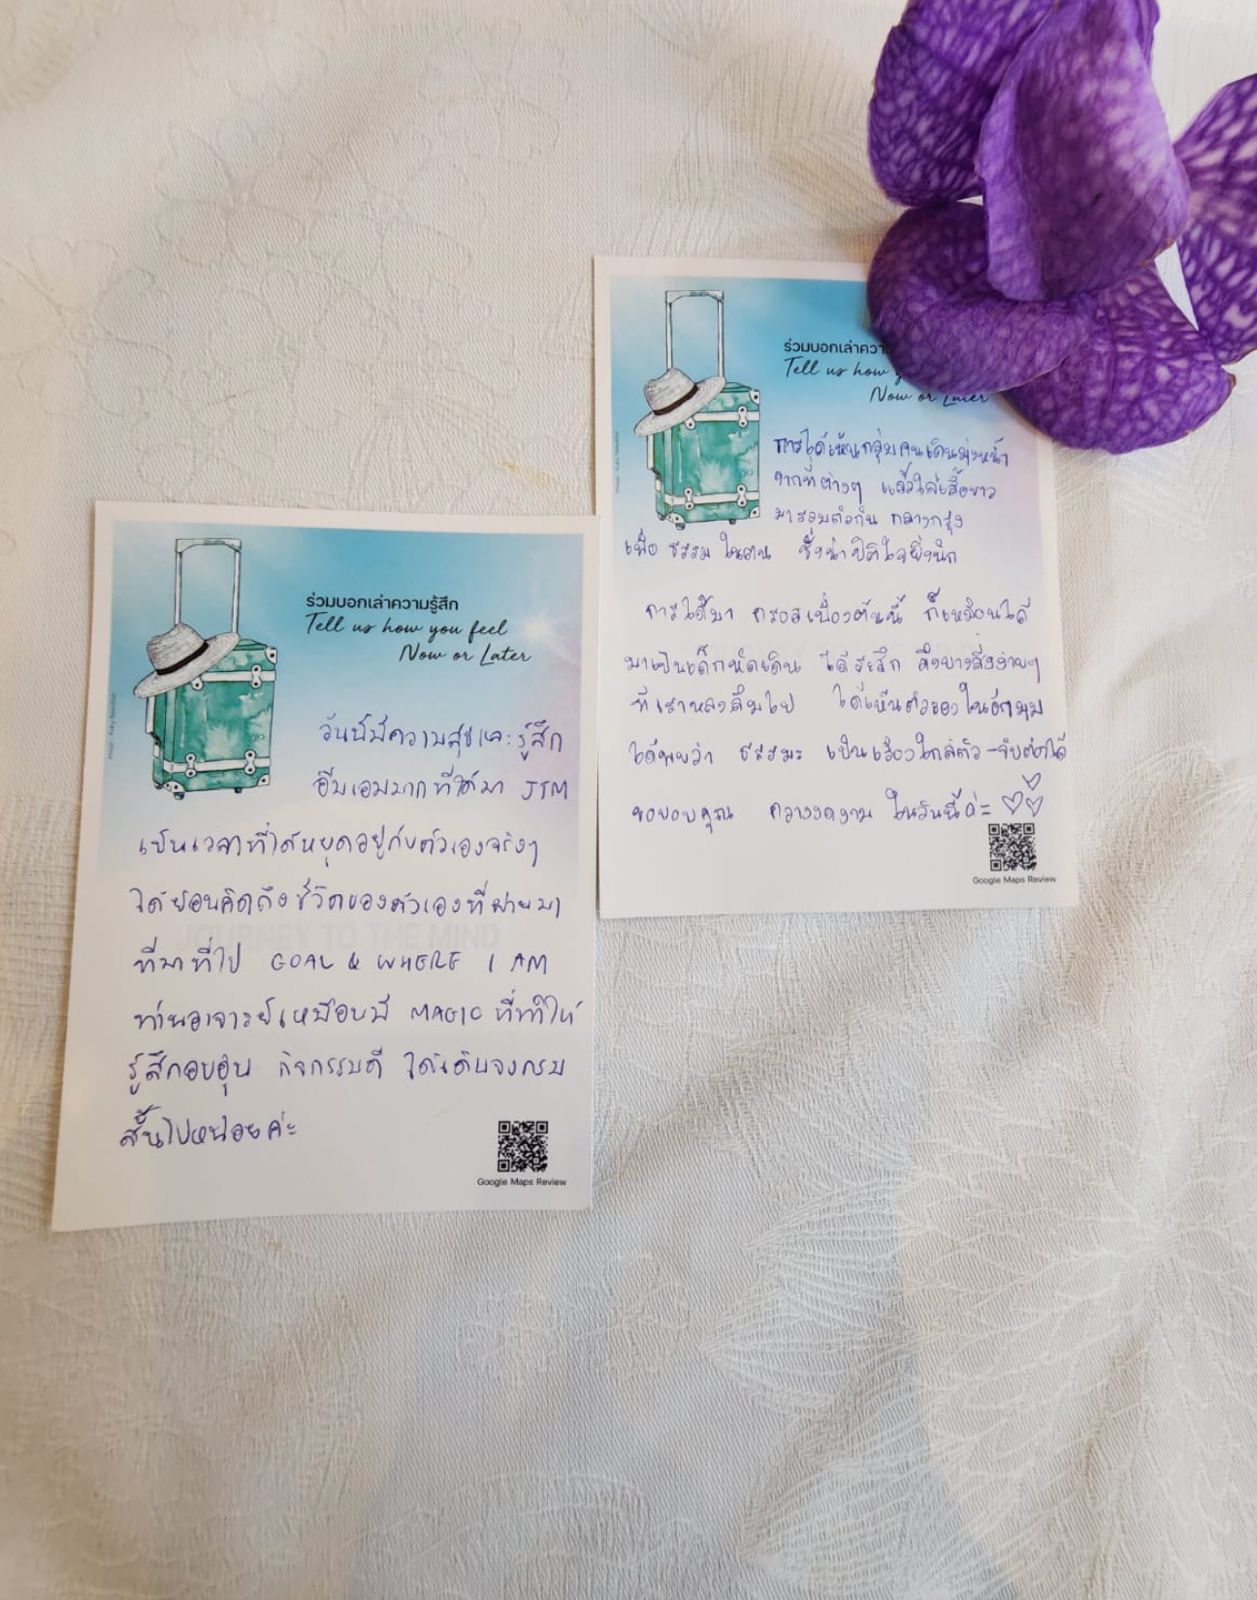 ร่วมบอกเล่าความรู้สึก
Tell us how you feel
Now or Later
วันนี้มีความสุขและรู้สึก
อิ่มเอมมากที่ได้มา JTM
เป็นเวลาที่ได้หยุดอยู่กับตัวเองจริงๆ
ได้ย้อนคิดถึงชีวิตของตัวเองที่ผ่านมา
JOURNEY TO THE MIND
ที่มาที่ไป GOAL & WHERE I AM
ท่านอาจารย์เหมือนมี MAGIC ที่ทำให้
รู้สึกอบอุ่น กิจกรรมดี ได้เดินจงกรม
สั้นไปหน่อยค่ะ
Google Maps Review
ร่วมบอกเล่าควา
Tell us how y
Now or Later
การได้เห็นกลุ่มคนเดินมุ่งหน้า
จากที่ต่างๆ แล้วใส่เสื้อขาว
มารวมตัวกัน กลางกรุง
เพื่อ ธรรม ในตน ช่างน่าปิติใจยิ่งนัก
การได้มา คอร์สเบื้องต้นนี้ ก็เหมือนได้
มาเป็นเด็กหัดเดิน ได้ระลึก ถึงบางสิ่งง่ายๆ
ที่เราหลงลืมไป ได้เห็นตัวเองในอีกมุม
ได้พบว่า ธรรมะ เป็นเรื่องใกล้ตัว - จับต้องได้
ขอบคุณ ความงดงาม ในวันนี้ค่ะ ♡♡♡
Google Maps Review